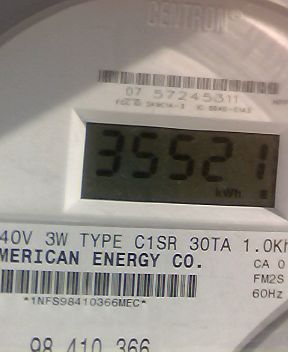 CENTRON
07 57245311
35521
kWh
40V 3W TYPE C1SR 30TA 1.0Kh
MERICAN ENERGY CO.
CA 0
FM2S
60Hz
*1NFS98410366MEC*
98 410 366